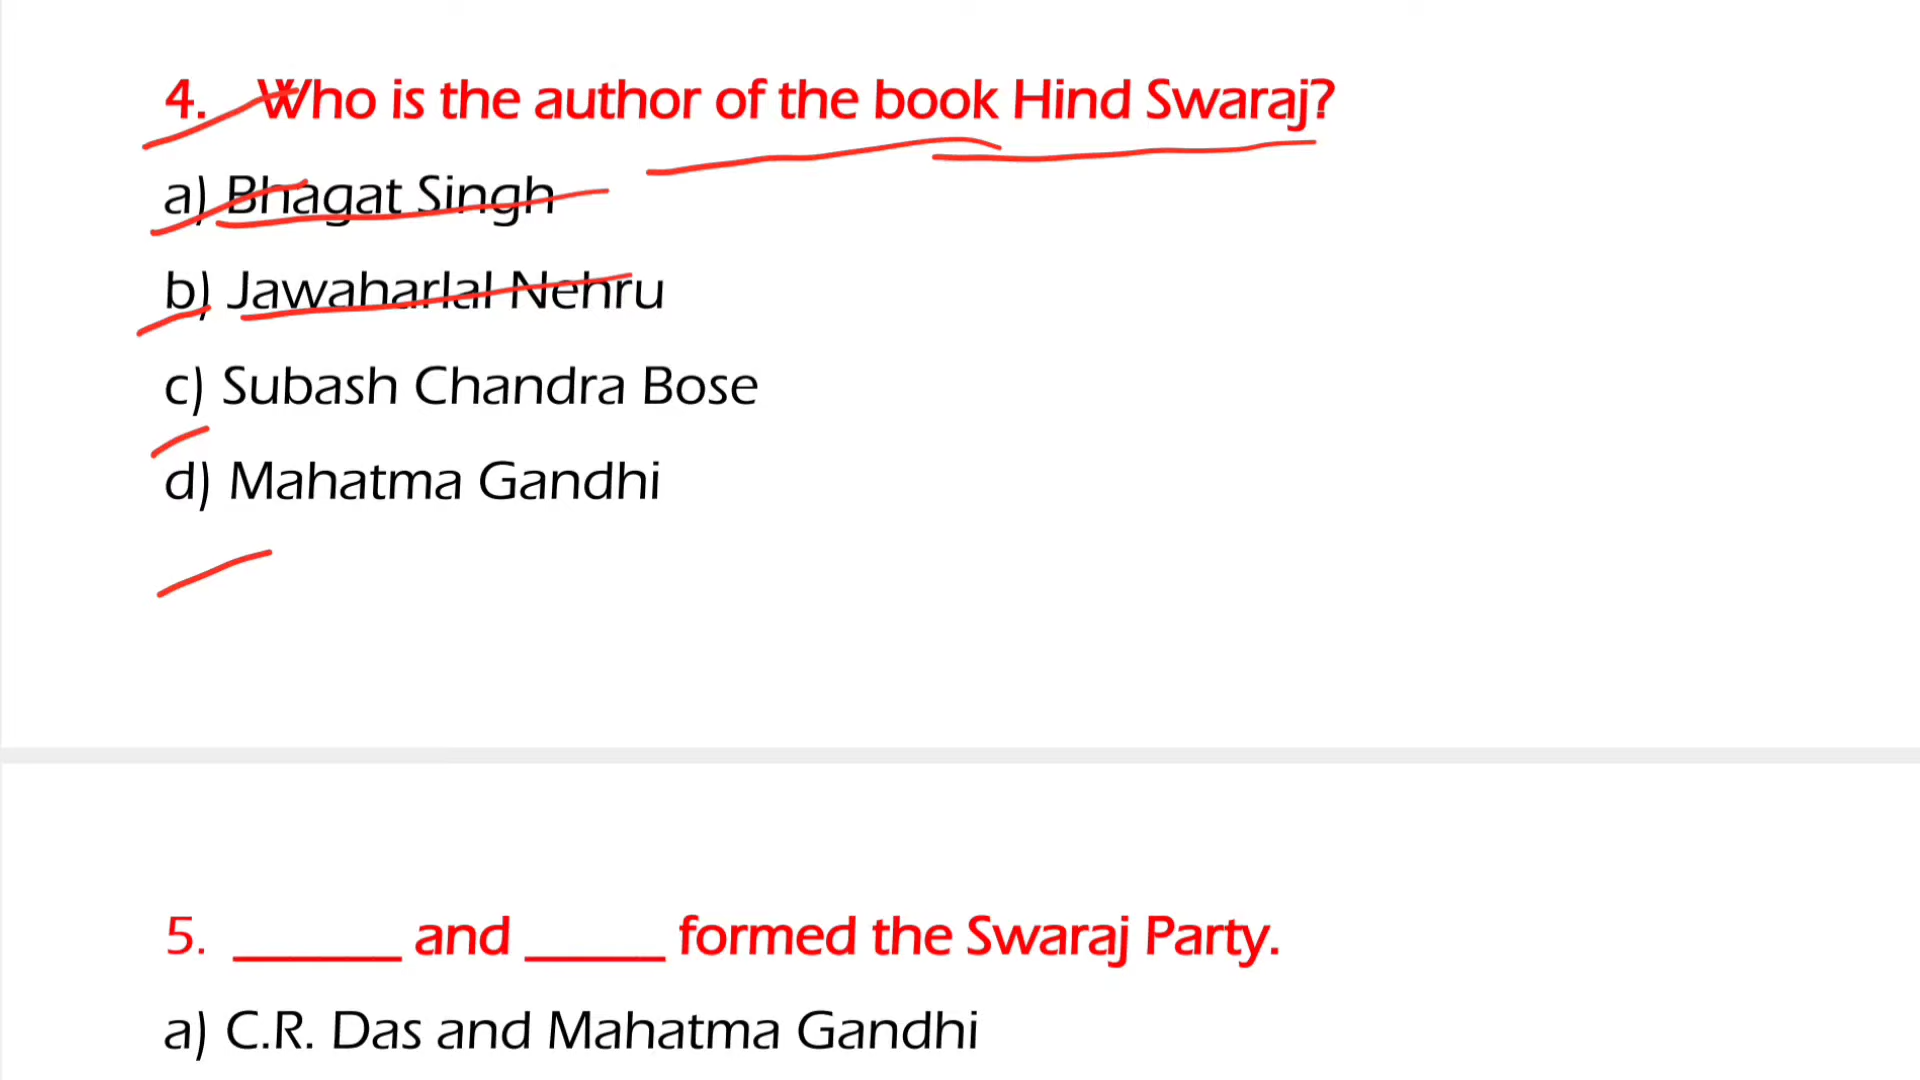 4. Who is the author of the book Hind Swaraj?
a) Bhagat Singh
b) Jawaharlal Nehru
c) Subash Chandra Bose
d) Mahatma Gandhi
5. ______ and _____ formed the Swaraj Party.
a) C.R. Das and Mahatma Gandhi